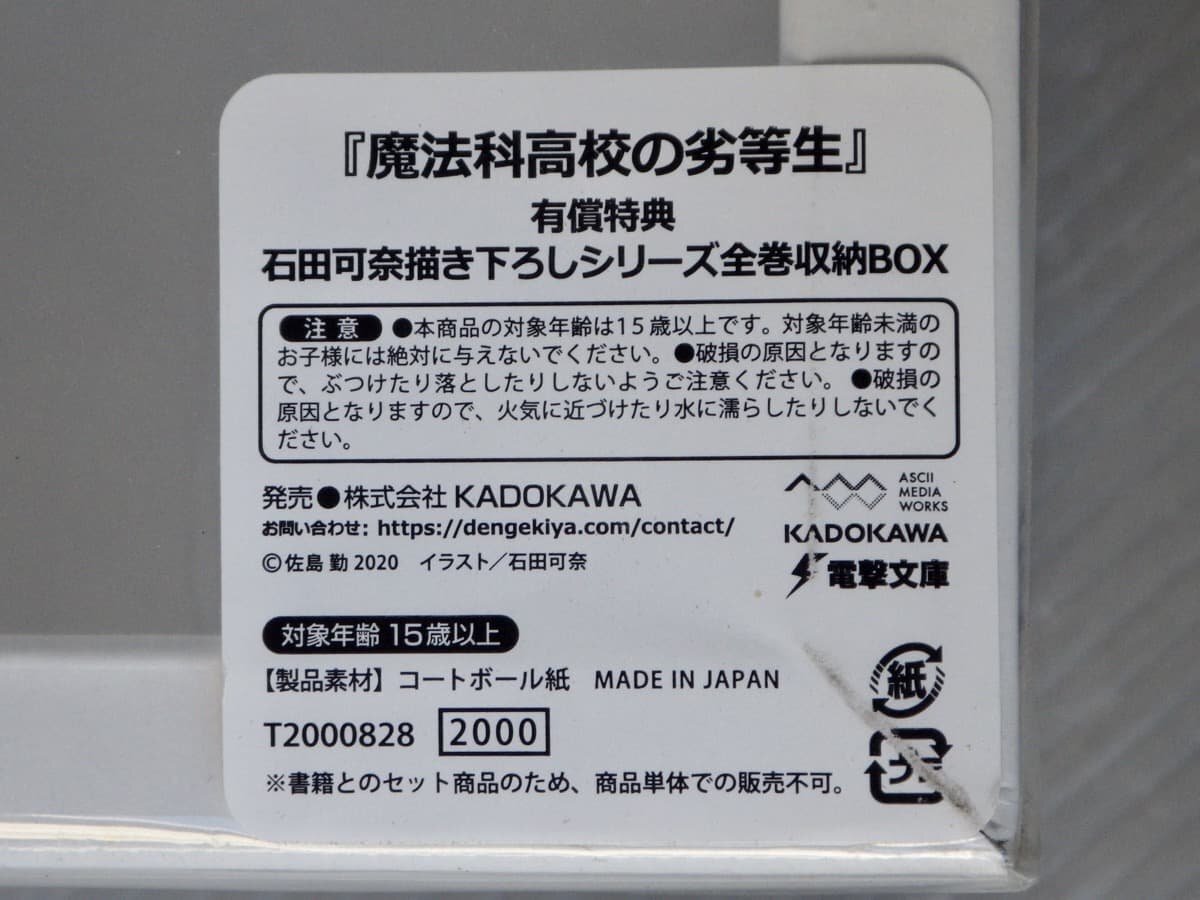 『魔法科高校の劣等生』
有償特典
石田可奈描き下ろしシリーズ全巻収納BOX
注意 ●本商品の対象年齢は15歳以上です。対象年齢未満の
お子様には絶対に与えないでください。●破損の原因となりますの
で、ぶつけたり落としたりしないようご注意ください。●破損の
原因となりますので、火気に近づけたり水に濡らしたりしないでく
ださい。
発売●株式会社 KADOKAWA
お問い合わせ: https://dengekiya.com/contact/
©佐島 勤 2020 イラスト/石田可奈
ASCII
MEDIA
WORKS
KADOKAWA
電撃文庫
対象年齢 15歳以上
【製品素材】コートボール紙 MADE IN JAPAN
T2000828 2000
※書籍とのセット商品のため、商品単体での販売不可。
紙
プラ